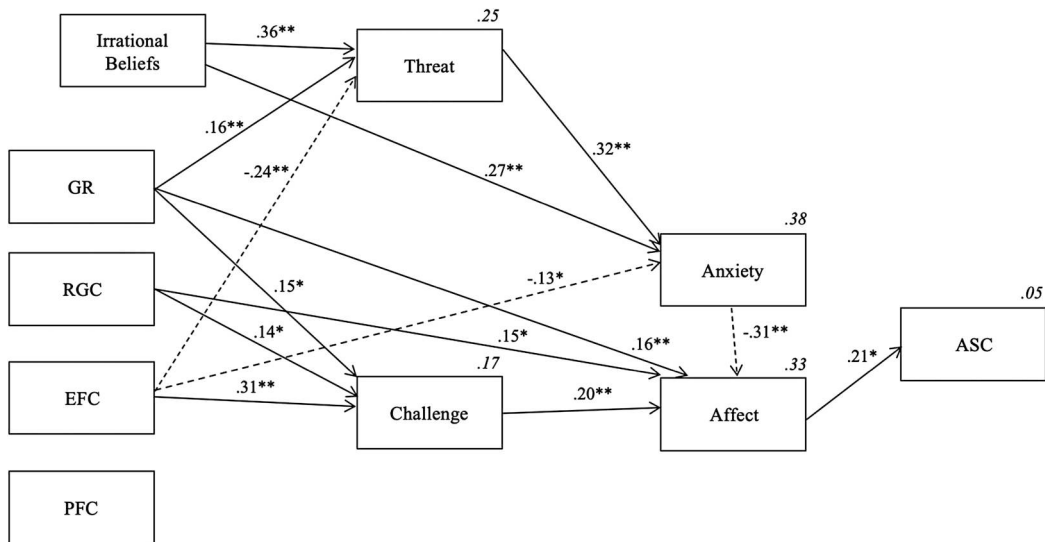 .25
Irrational
Beliefs
.36**
Threat
.16**
-.24**
.32**
.27**
GR
.38
Anxiety
-.13*
RGC
.15*
.05
.14*
.15*
.16**
-.31**
ASC
.21*
.17
.33
EFC
.31**
Challenge
.20**
Affect
PFC